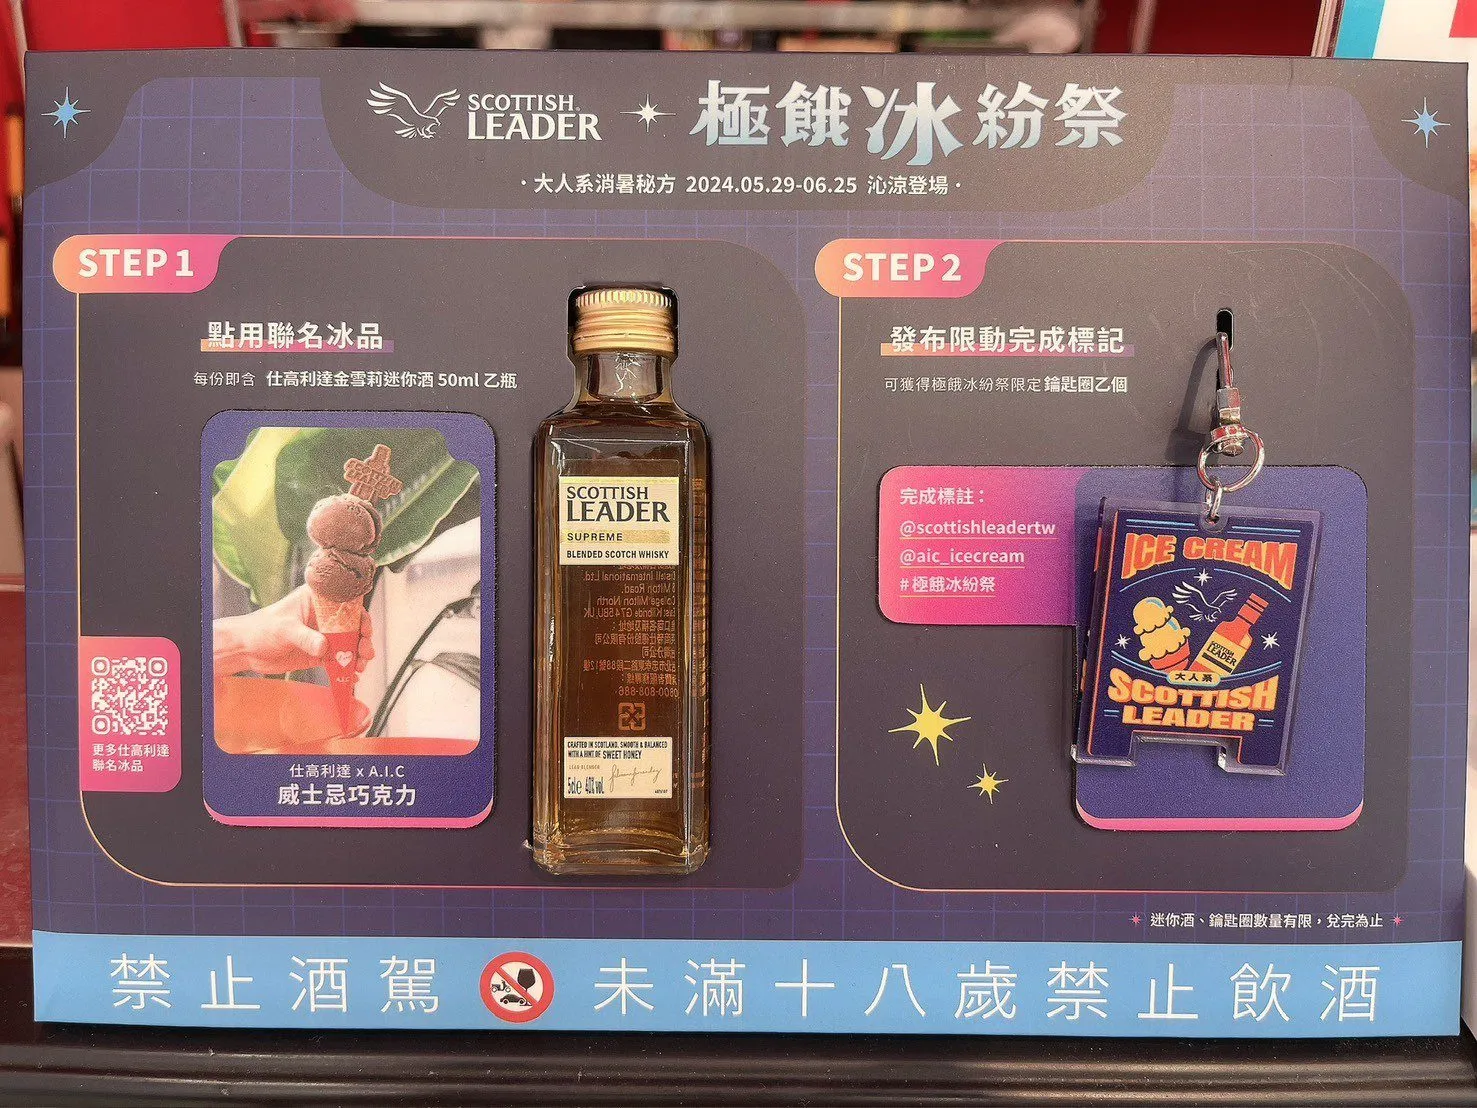 SCOTTISH
LEADER
極餓冰紛祭
·大人系消暑秘方 2024.05.29-06.25 沁涼登場·
STEP 1
點用聯名冰品
每份即含 仕高利達金雪莉迷你酒 50ml 乙瓶
更多仕高利達
聯名冰品
仕高利達 x A.I.C
威士忌巧克力
SCOTTISH
LEADER
SUPREME
BLENDED SCOTCH WHISKY
CRAFTED IN SCOTLAND. SMOOTH & BALANCED
WITH A HINT OF SWEET HONEY
LEAD BLENDER
5cle 40% vol
STEP 2
發布限動完成標記
可獲得極餓冰紛祭限定 鑰匙圈乙個
完成標註：
@scottishleadertw
@aic_icecream
#極餓冰紛祭
ICE CREAM
SCOTTISH
LEADER
大人系
SCOTTISH
LEADER
迷你酒、鑰匙圈數量有限，兌完為止
禁止酒駕 未滿十八歲禁止飲酒